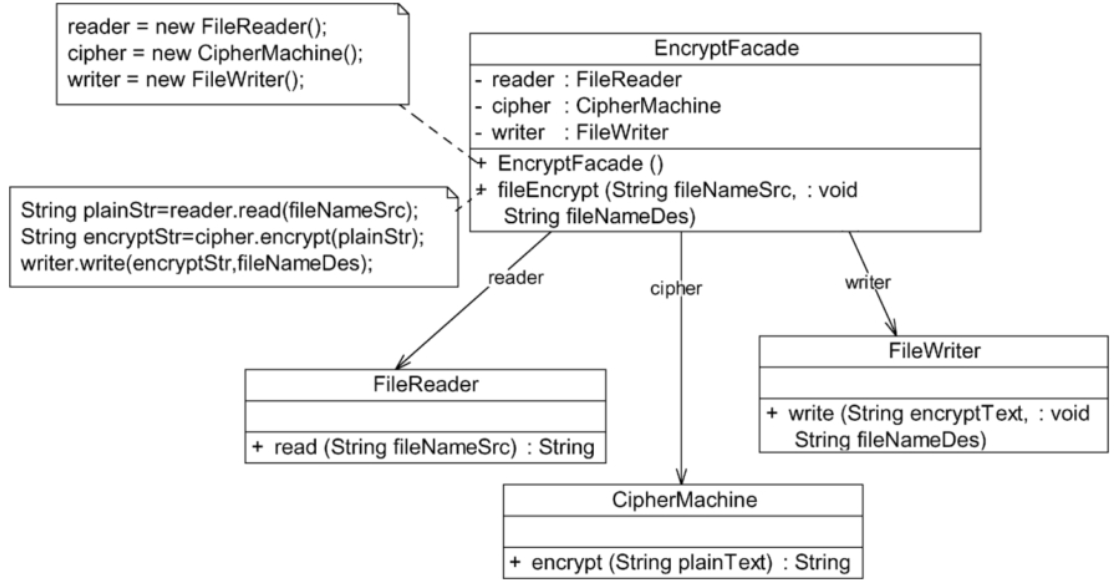 reader = new FileReader();
cipher = new CipherMachine();
writer = new FileWriter();
EncryptFacade
- reader : FileReader
- cipher : CipherMachine
- writer : FileWriter
+ EncryptFacade ()
+ fileEncrypt (String fileNameSrc, : void
String fileNameDes)
String plainStr=reader.read(fileNameSrc);
String encryptStr=cipher.encrypt(plainStr);
writer.write(encryptStr,fileNameDes);
reader
cipher
writer
FileReader
+ read (String fileNameSrc) : String
FileWriter
+ write (String encryptText, : void
String fileNameDes)
CipherMachine
+ encrypt (String plainText) : String